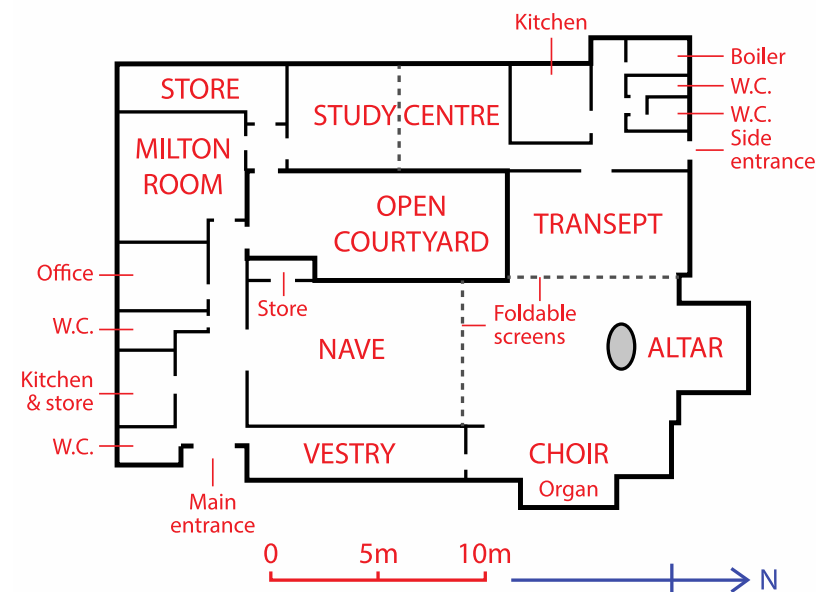 Kitchen
Boiler
W.C.
W.C.
Side
entrance
STORE
STUDY CENTRE
MILTON
ROOM
OPEN
COURTYARD
TRANSEPT
Office
Store
Foldable
screens
W.C.
NAVE
ALTAR
Kitchen
& store
W.C.
VESTRY
CHOIR
Organ
Main
entrance
0 5m 10m
N